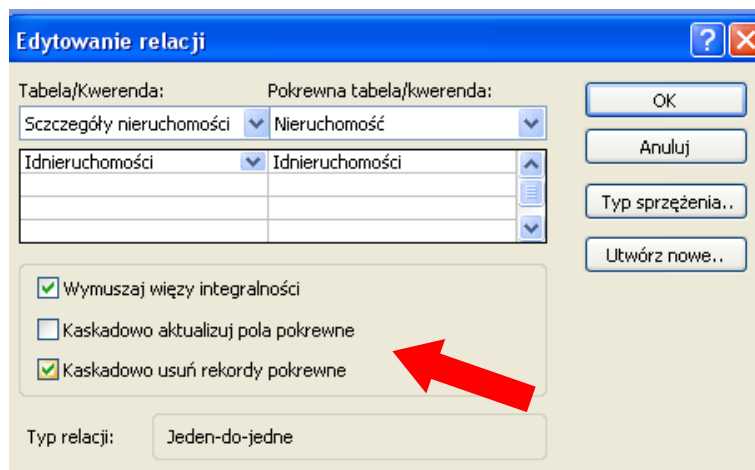 Edytowanie relacji
Tabela/Kwerenda: Pokrewna tabela/kwerenda:
Sczczegóły nieruchomości Nieruchomość
Idnieruchomości Idnieruchomości
Wymuszaj więzy integralności
Kaskadowo aktualizuj pola pokrewne
Kaskadowo usuń rekordy pokrewne
Typ relacji: Jeden-do-jedne
OK
Anuluj
Typ sprzężenia..
Utwórz nowe..